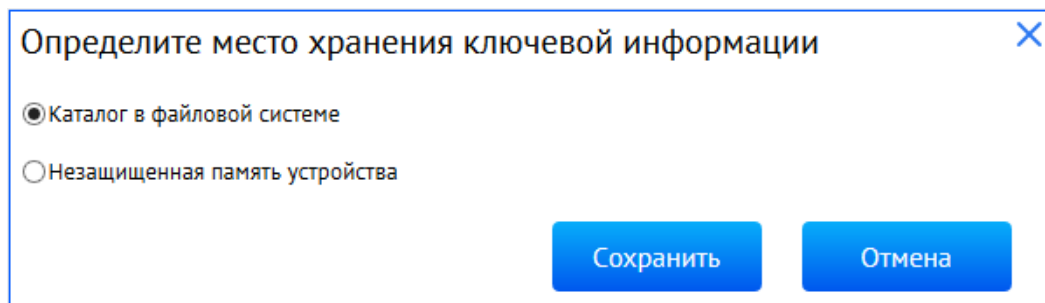 Определите место хранения ключевой информации
Каталог в файловой системе
Незащищенная память устройства
Сохранить
Отмена